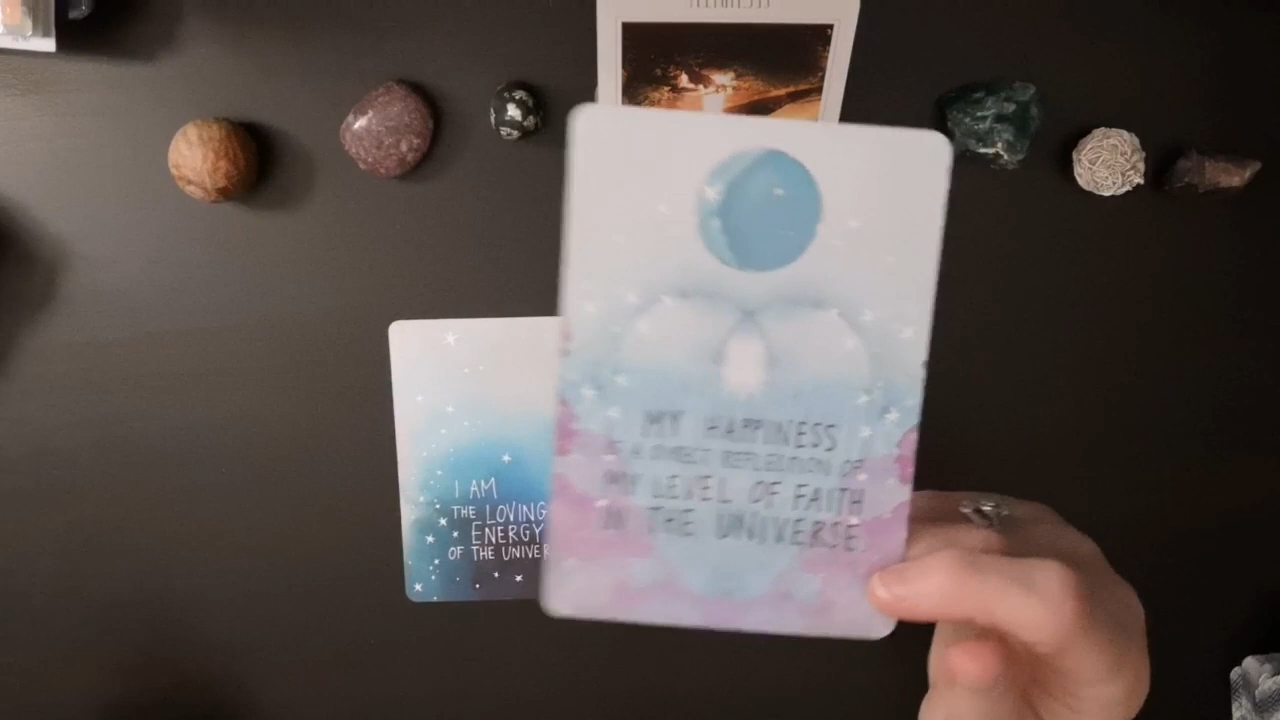 MY HAPPINESS
IS A DIRECT REFLECTION OF
MY LEVEL OF FAITH
IN THE UNIVERSE.
I AM
THE LOVING
ENERGY
OF THE UNIVER